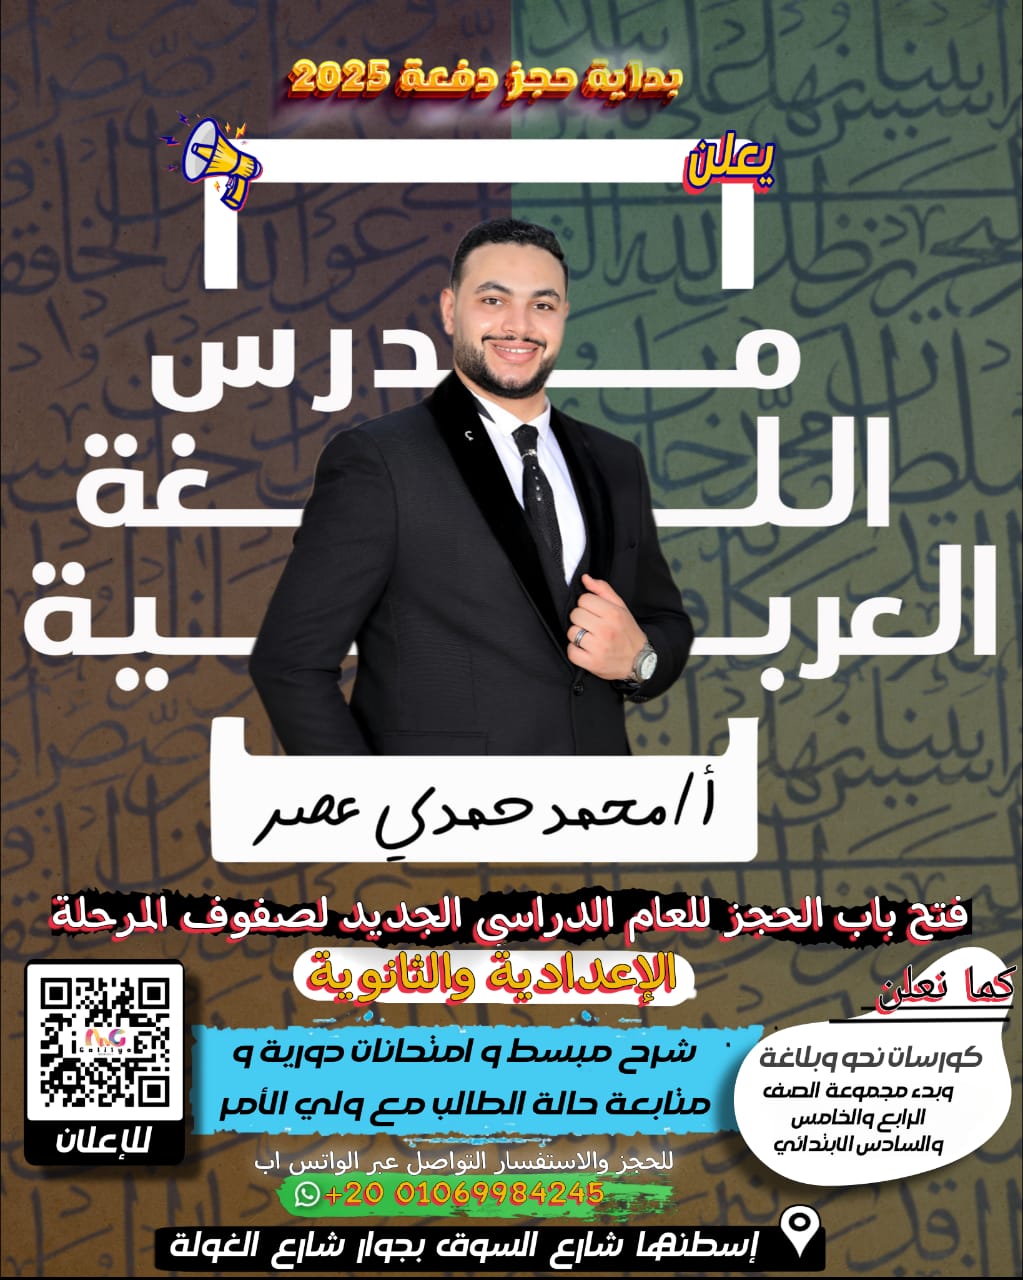 بداية حجز دفعة 2025
يعلن
مدرس
اللغة
العربية
أ/محمد حمدي عصر
فتح باب الحجز للعام الدراسي الجديد لصفوف المرحلة
الإعدادية والثانوية
كما نعلن
كورسات نحو وبلاغة
وبدء مجموعة الصف
الرابع والخامس
والسادس الابتدائي
شرح مبسط و امتحانات دورية و
متابعة حالة الطالب مع ولي الأمر
للإعلان
للحجز والاستفسار التواصل عبر الواتس اب
+20 01069984245
إسطنها شارع السوق بجوار شارع الغولة